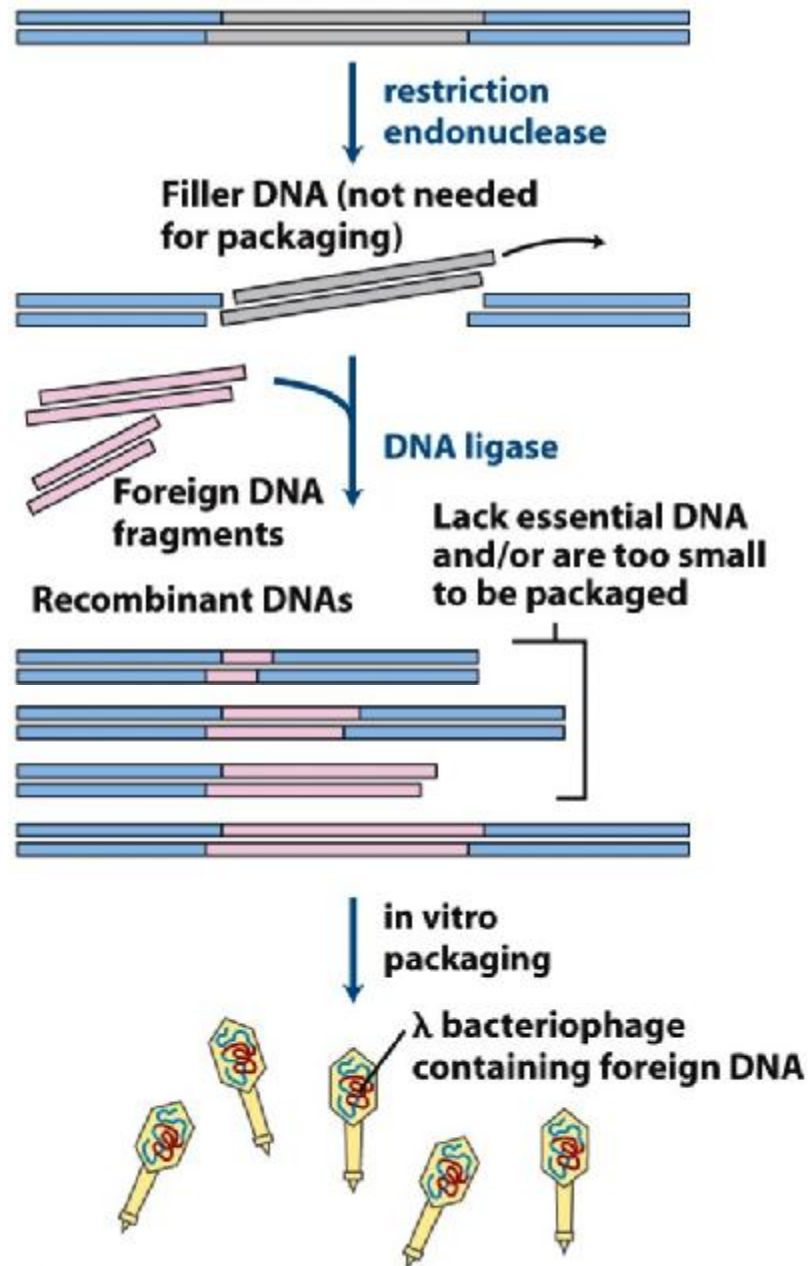 restriction
endonuclease
Filler DNA (not needed
for packaging)
DNA ligase
Foreign DNA
fragments
Lack essential DNA
and/or are too small
to be packaged
Recombinant DNAs
in vitro
packaging
λ bacteriophage
containing foreign DNA